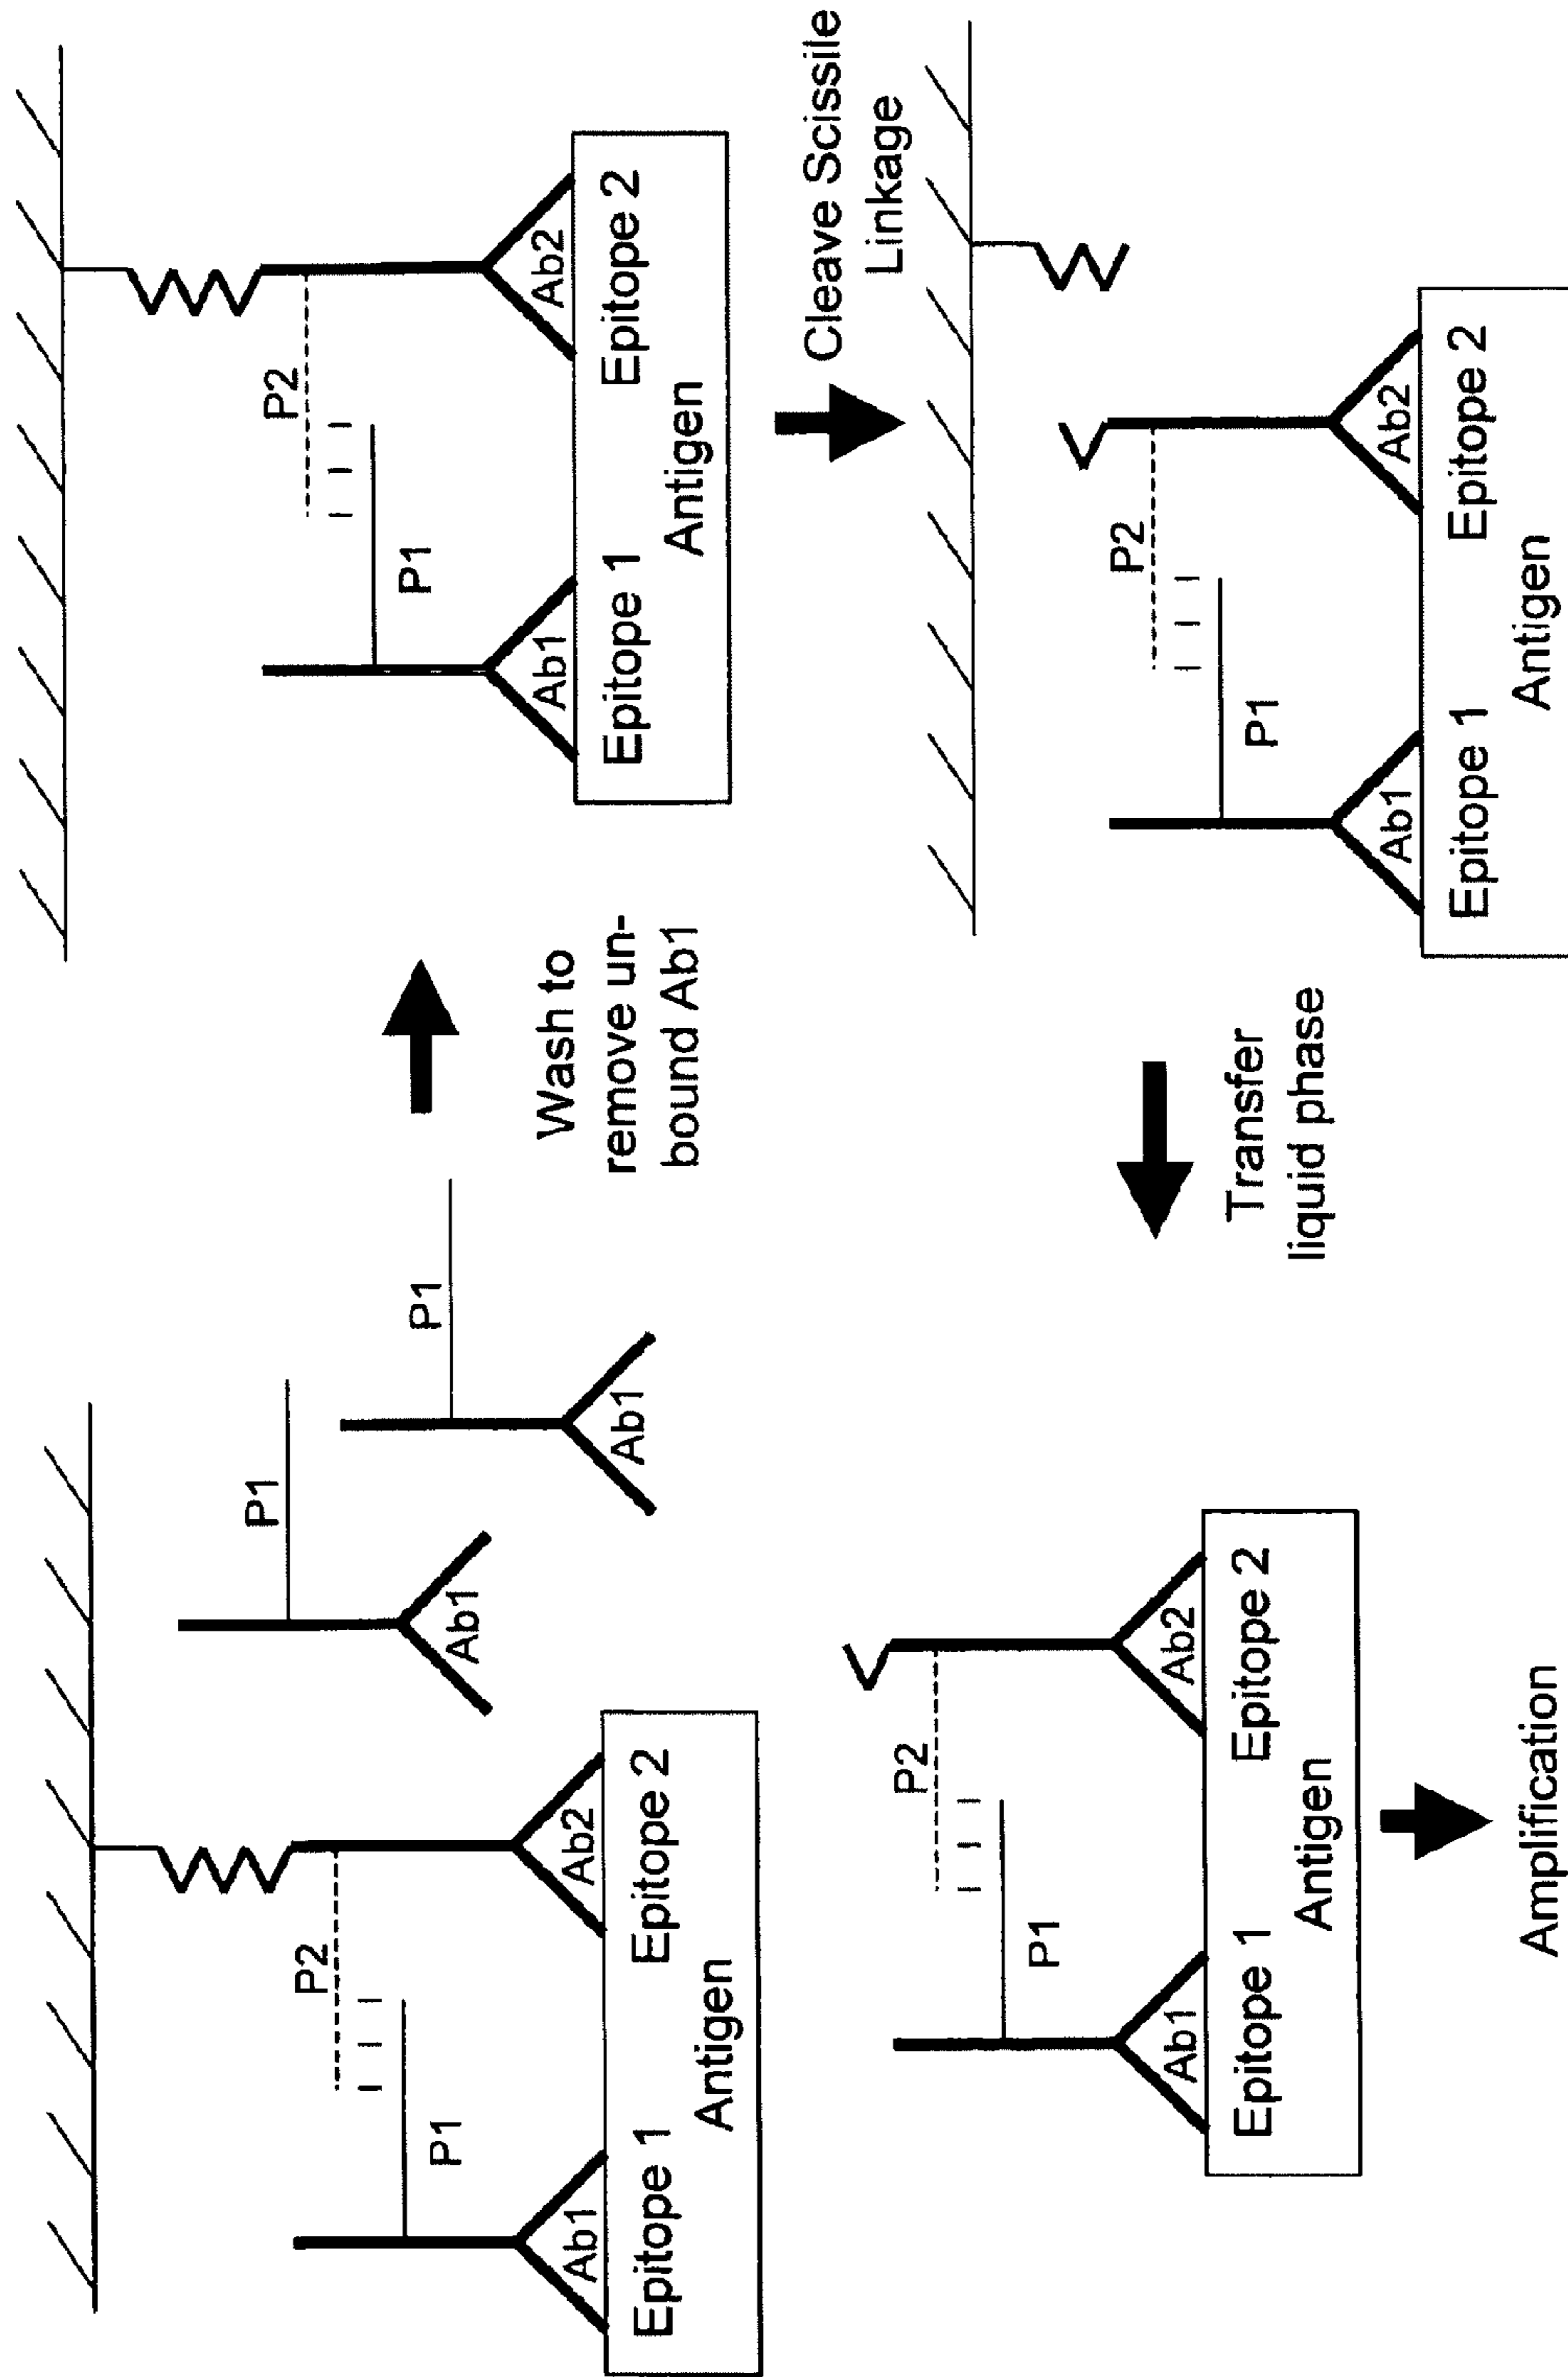 P2
P1
Ab1
Ab2
Epitope 1
Epitope 2
Antigen
P1
Ab1
P1
Ab1
Wash to
remove un-
bound Ab1
P2
P1
Ab1
Ab2
Epitope 1
Epitope 2
Antigen
Cleave Scissile
Linkage
P2
P1
Ab1
Ab2
Epitope 1
Epitope 2
Antigen
Transfer
liquid phase
P2
P1
Ab1
Ab2
Epitope 1
Epitope 2
Antigen
Amplification